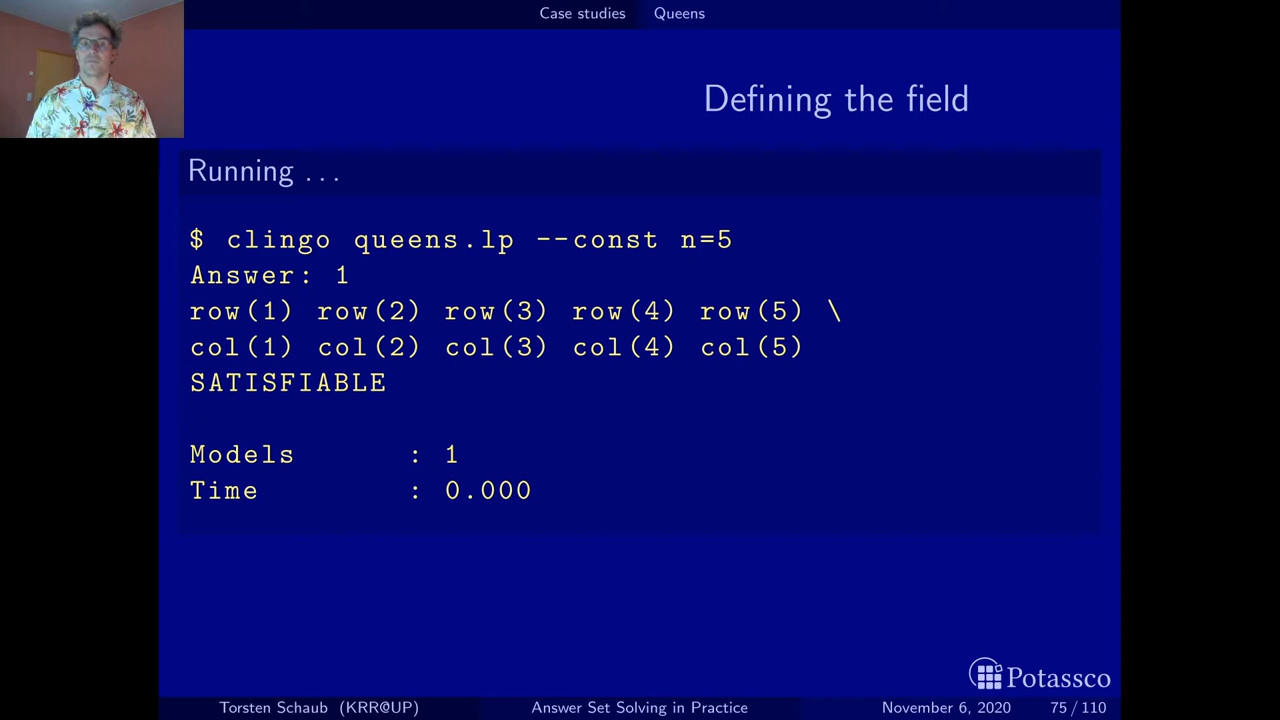 Case studies Queens
Defining the field
Running ...
$ clingo queens.lp --const n=5
Answer: 1
row(1) row(2) row(3) row(4) row(5) \
col(1) col(2) col(3) col(4) col(5)
SATISFIABLE
Models : 1
Time : 0.000
Potassco
Torsten Schaub (KRR@UP) Answer Set Solving in Practice November 6, 2020 75 / 110